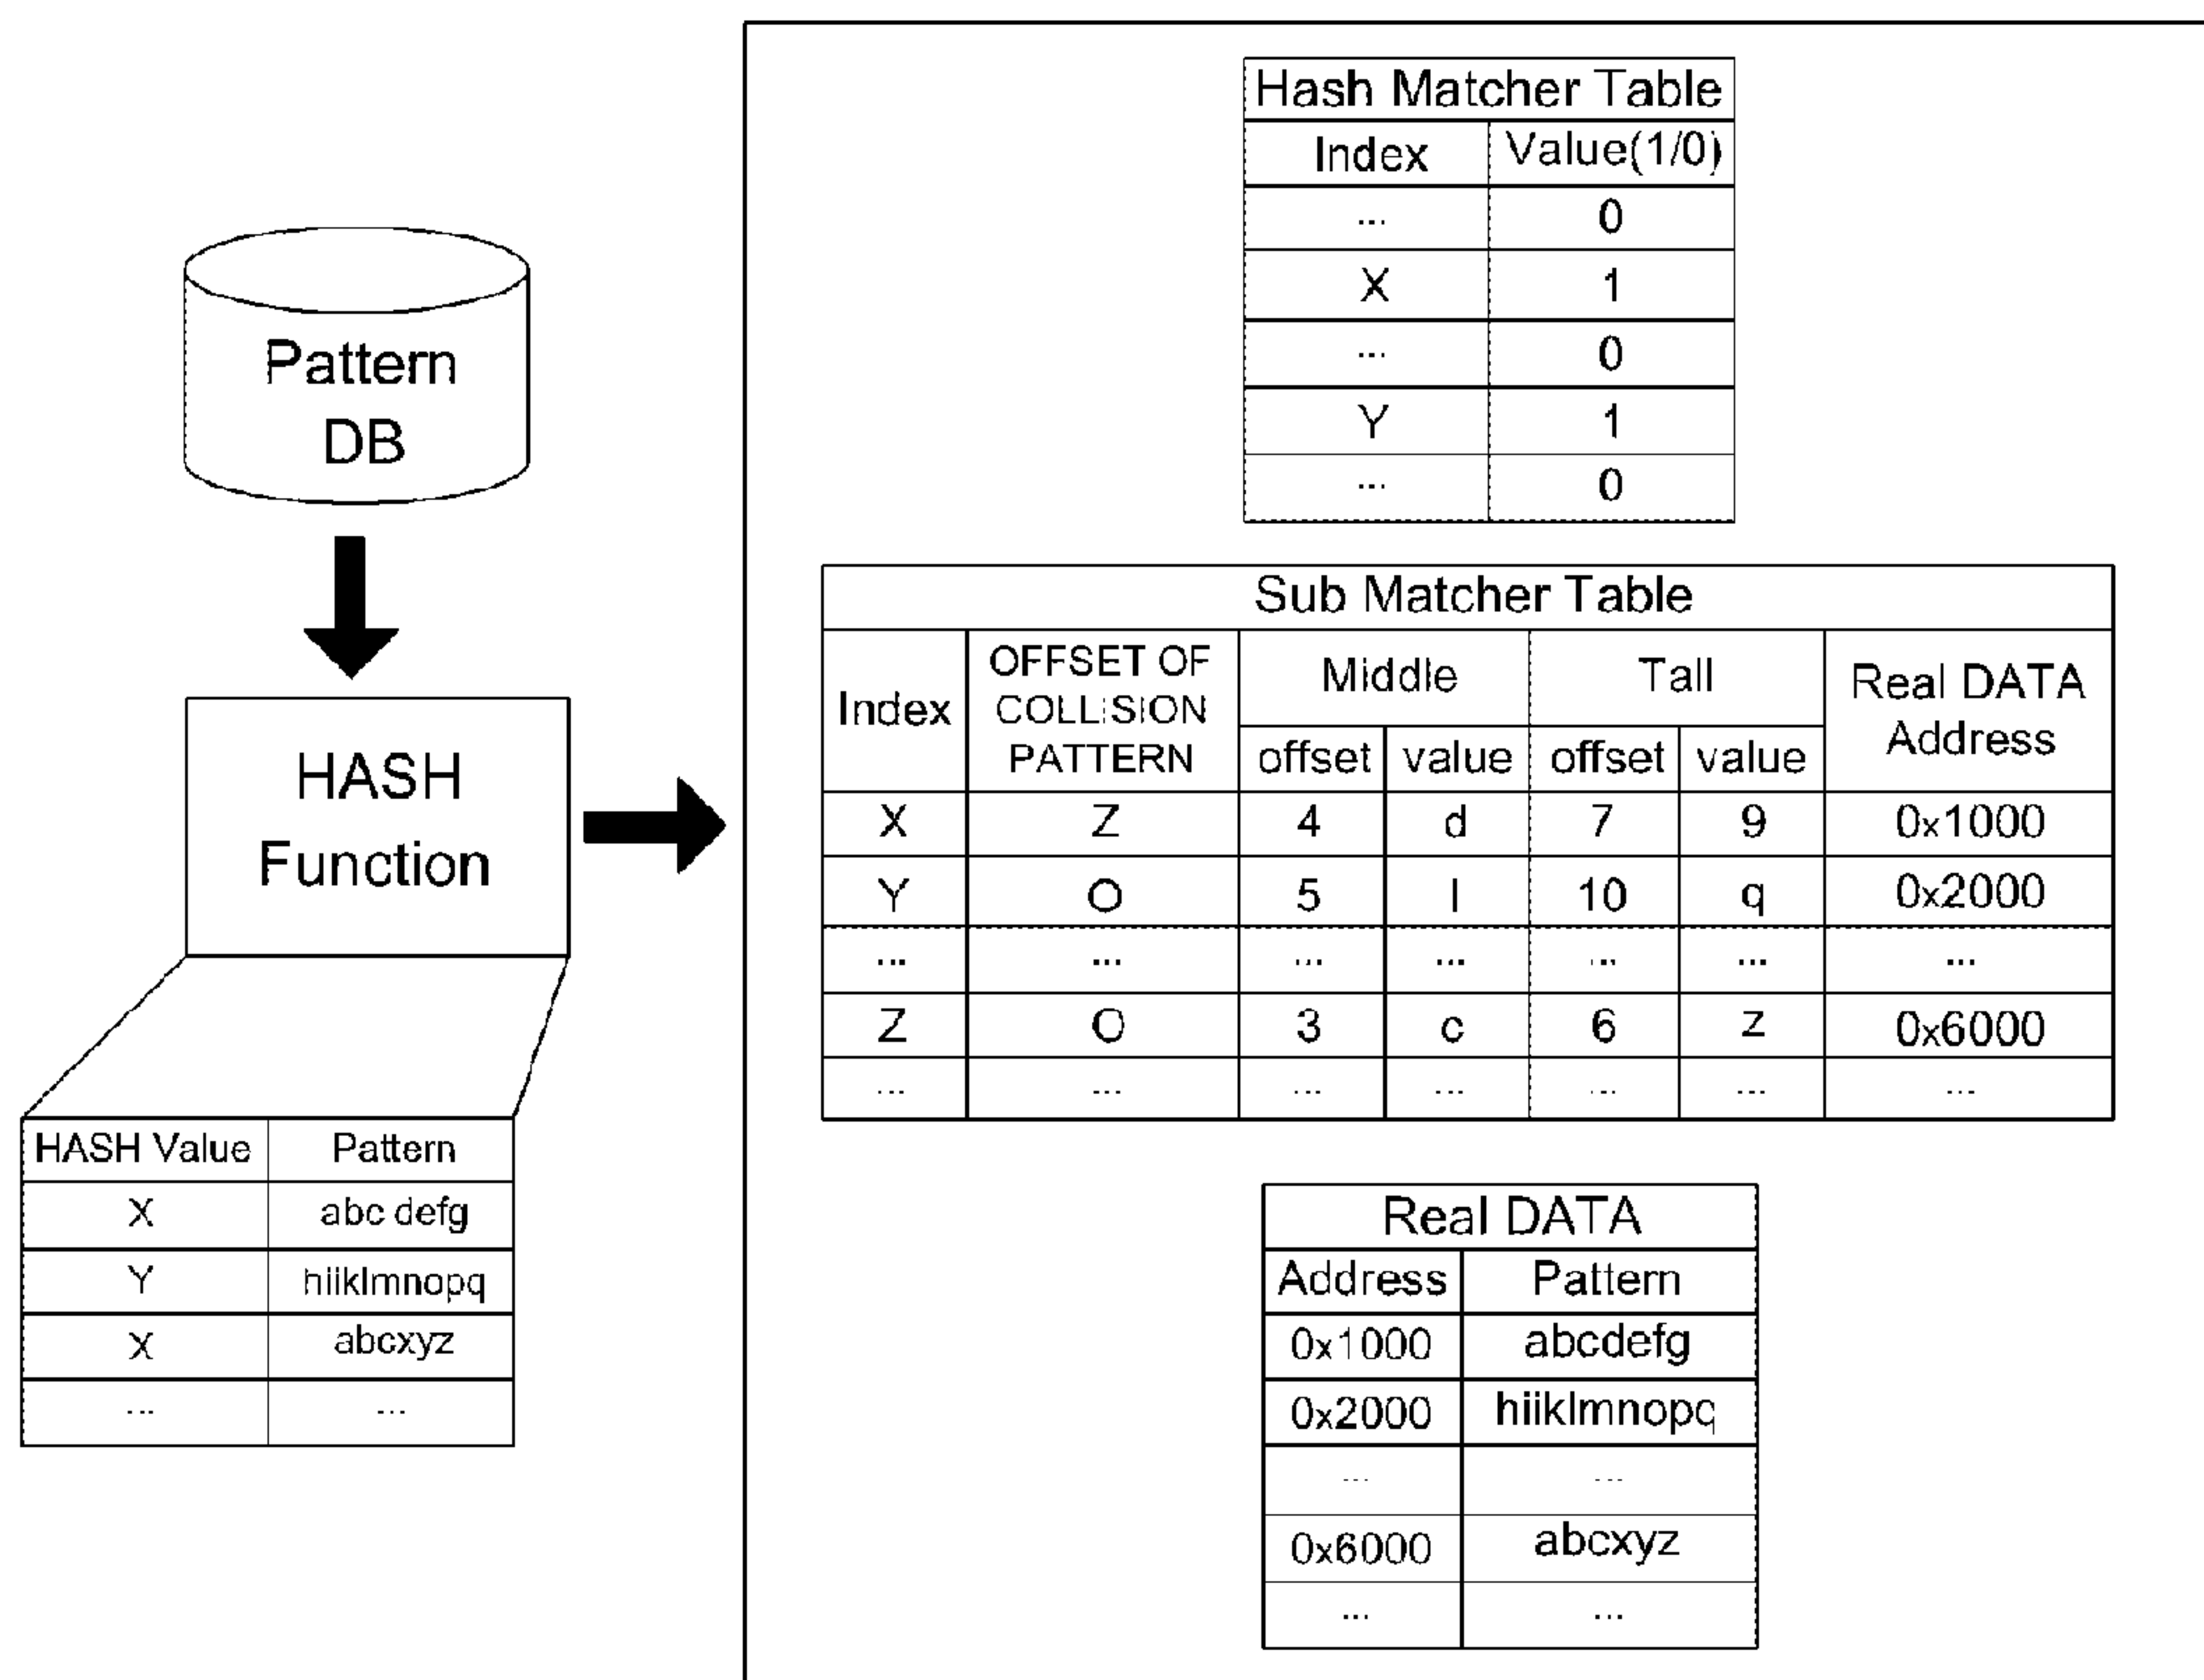 Pattern
DB
HASH
Function
HASH Value Pattern
X abc defg
Y hiiklmnopq
X abcxyz
... ...
Hash Matcher Table
Index Value(1/0)
... 0
X 1
... 0
Y 1
... 0
Sub Matcher Table
Index OFFSET OF COLLISION PATTERN Middle Tall Real DATA Address
offset value offset value
X Z 4 d 7 9 0x1000
Y O 5 l 10 q 0x2000
... ... ... ... ... ... ...
Z O 3 c 6 z 0x6000
... ... ... ... ... ... ...
Real DATA
Address Pattern
0x1000 abcdefg
0x2000 hiiklmnopq
... ...
0x6000 abcxyz
... ...